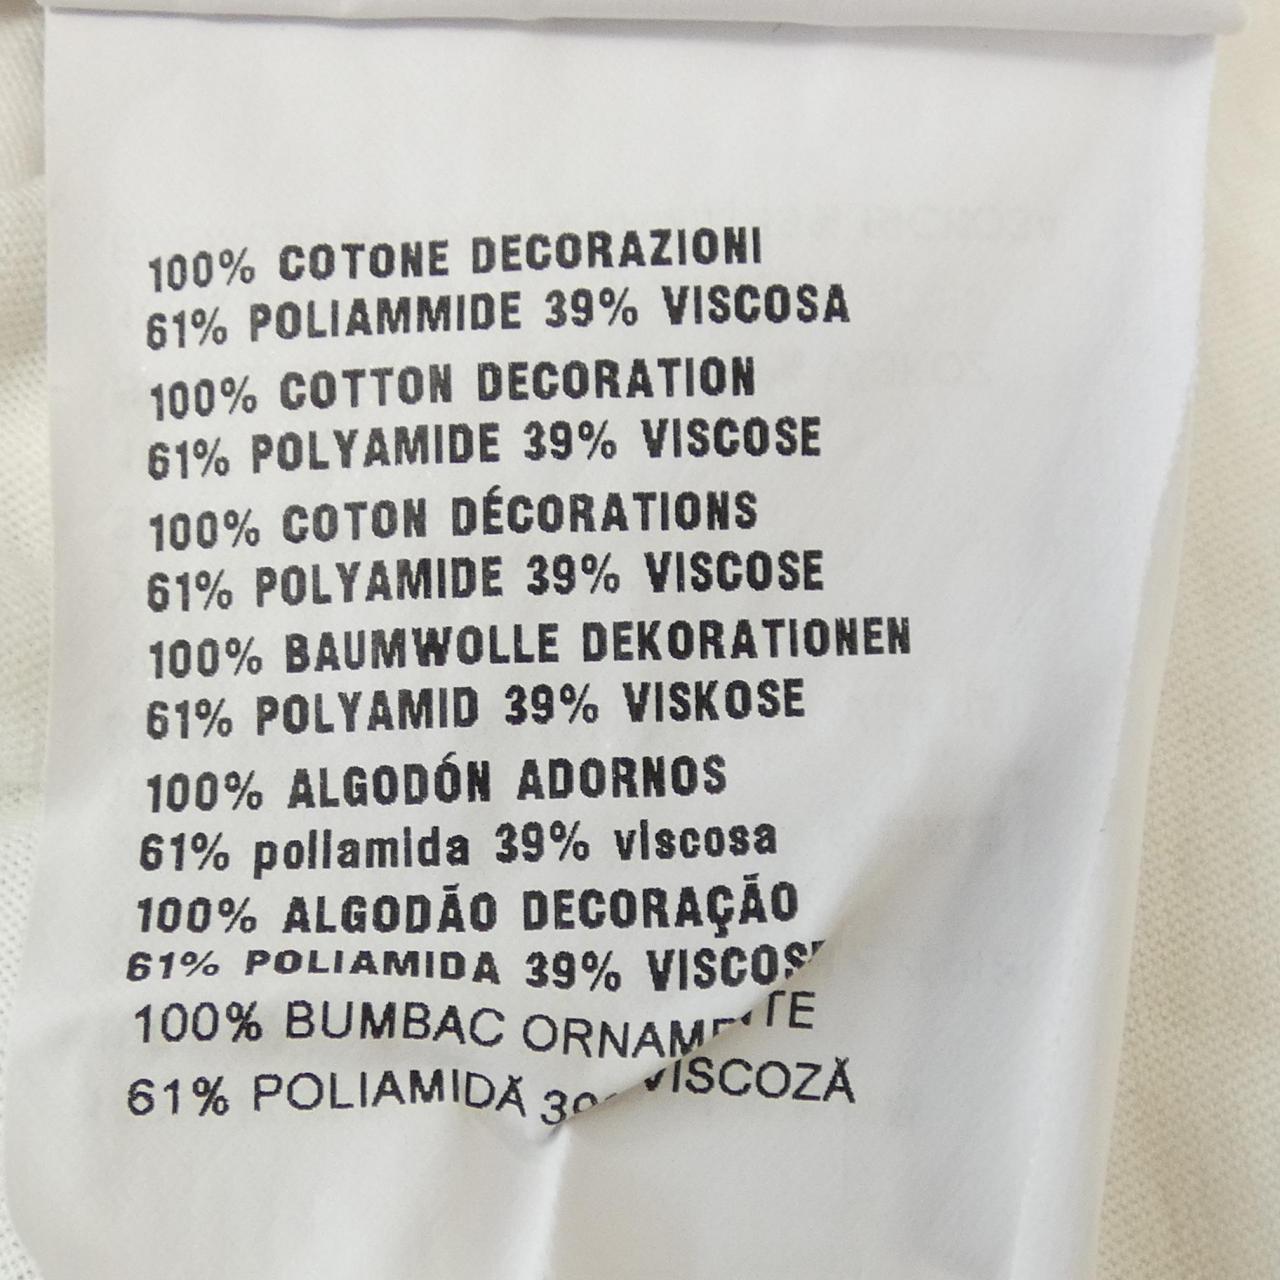 100% COTONE DECORAZIONI
61% POLIAMMIDE 39% VISCOSA
100% COTTON DECORATION
61% POLYAMIDE 39% VISCOSE
100% COTON DÉCORATIONS
61% POLYAMIDE 39% VISCOSE
100% BAUMWOLLE DEKORATIONEN
61% POLYAMID 39% VISKOSE
100% ALGODÓN ADORNOS
61% pollamida 39% vlscosa
100% ALGODÃO DECORAÇÃO
61% POLIAMIDA 39%
100% BUMBAC
61% POLIAMIDĂ VISCOZĂ